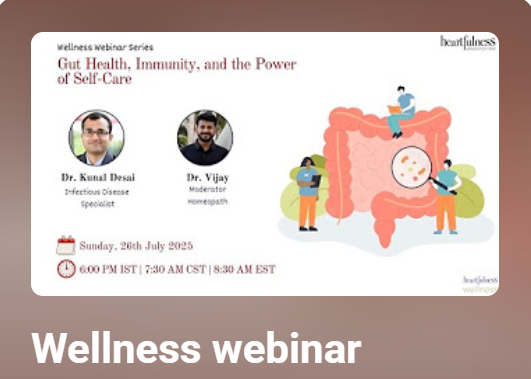 Wellness Webinar Series
heartfulness
Gut Health, Immunity, and the Power
of Self-Care
Dr. Kunal Desai
Infectious Disease
Specialist
Dr. Vijay
Moderator
Homeopath
Sunday, 26th July 2025
6:00 PM IST | 7:30 AM CST | 8:30 AM EST
heartfulness
wellness
Wellness webinar